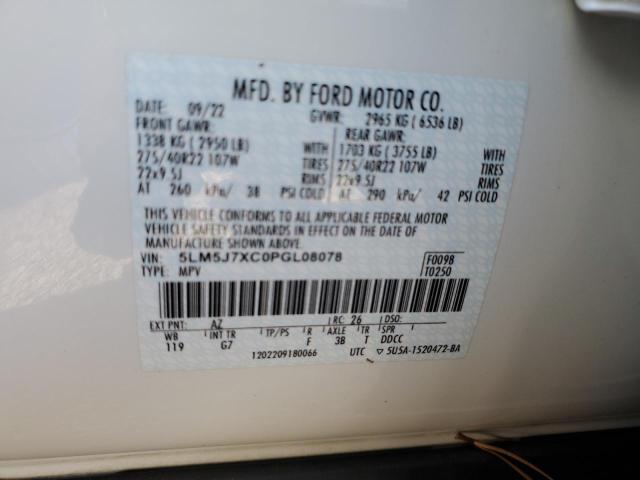 MFD. BY FORD MOTOR CO.
DATE: 09/22 GVWR: 2965 KG ( 6536 LB)
FRONT GAWR: REAR GAWR:
1338 KG ( 2950 LB) WITH 1703 KG ( 3755 LB) WITH
275/40R22 107W TIRES 275/40R22 107W TIRES
22x9.5J RIMS 22x9.5J RIMS
AT 260 kPa/ 38 PSI COLD AT 290 kPa/ 42 PSI COLD
THIS VEHICLE CONFORMS TO ALL APPLICABLE FEDERAL MOTOR
VEHICLE SAFETY STANDARDS IN EFFECT ON THE DATE OF
MANUFACTURE SHOWN ABOVE.
VIN: 5LM5J7XC0PGL08078 F0098
TYPE: MPV T0250
EXT PNT: AZ RC: 26 DSO:
WB INT TR TP/PS R AXLE TR SPR
119 G7 F 3B T DDCC
1202209180066 UTC ▽ 5U5A-1520472-BA